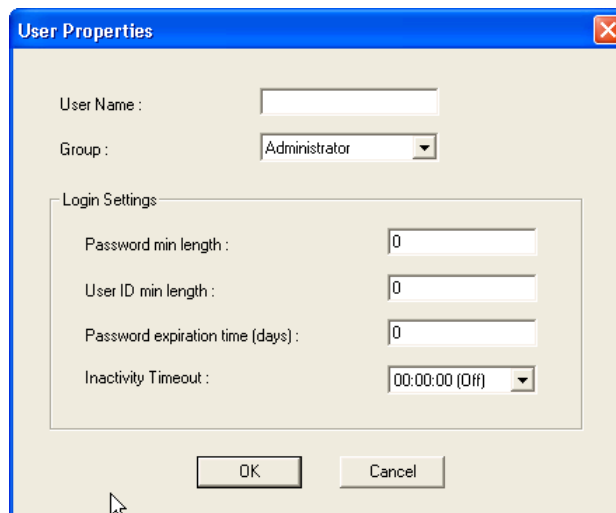 User Properties
User Name :
Group :
Administrator
Login Settings
Password min length :
0
User ID min length :
0
Password expiration time (days) :
0
Inactivity Timeout :
00:00:00 (Off)
OK
Cancel